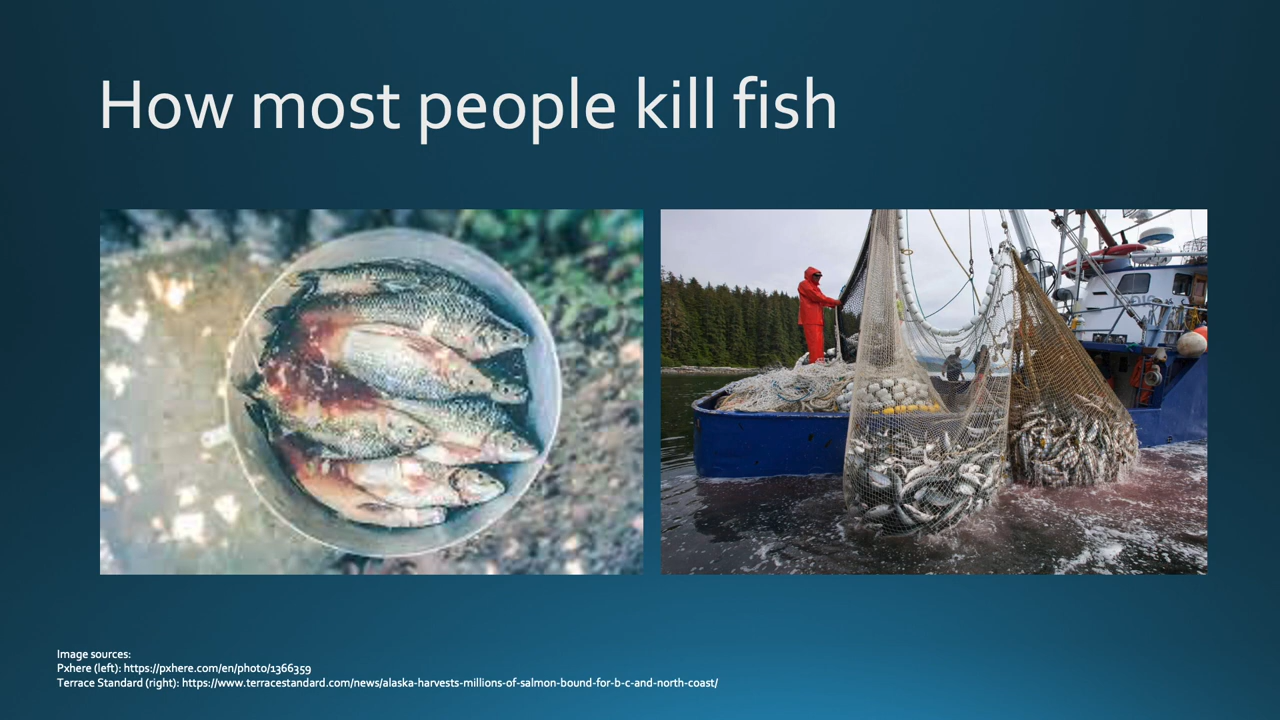 How most people kill fish
Image sources:
Pxhere (left): https://pxhere.com/en/photo/1366359
Terrace Standard (right): https://www.terracestandard.com/news/alaska-harvests-millions-of-salmon-bound-for-b-c-and-north-coast/